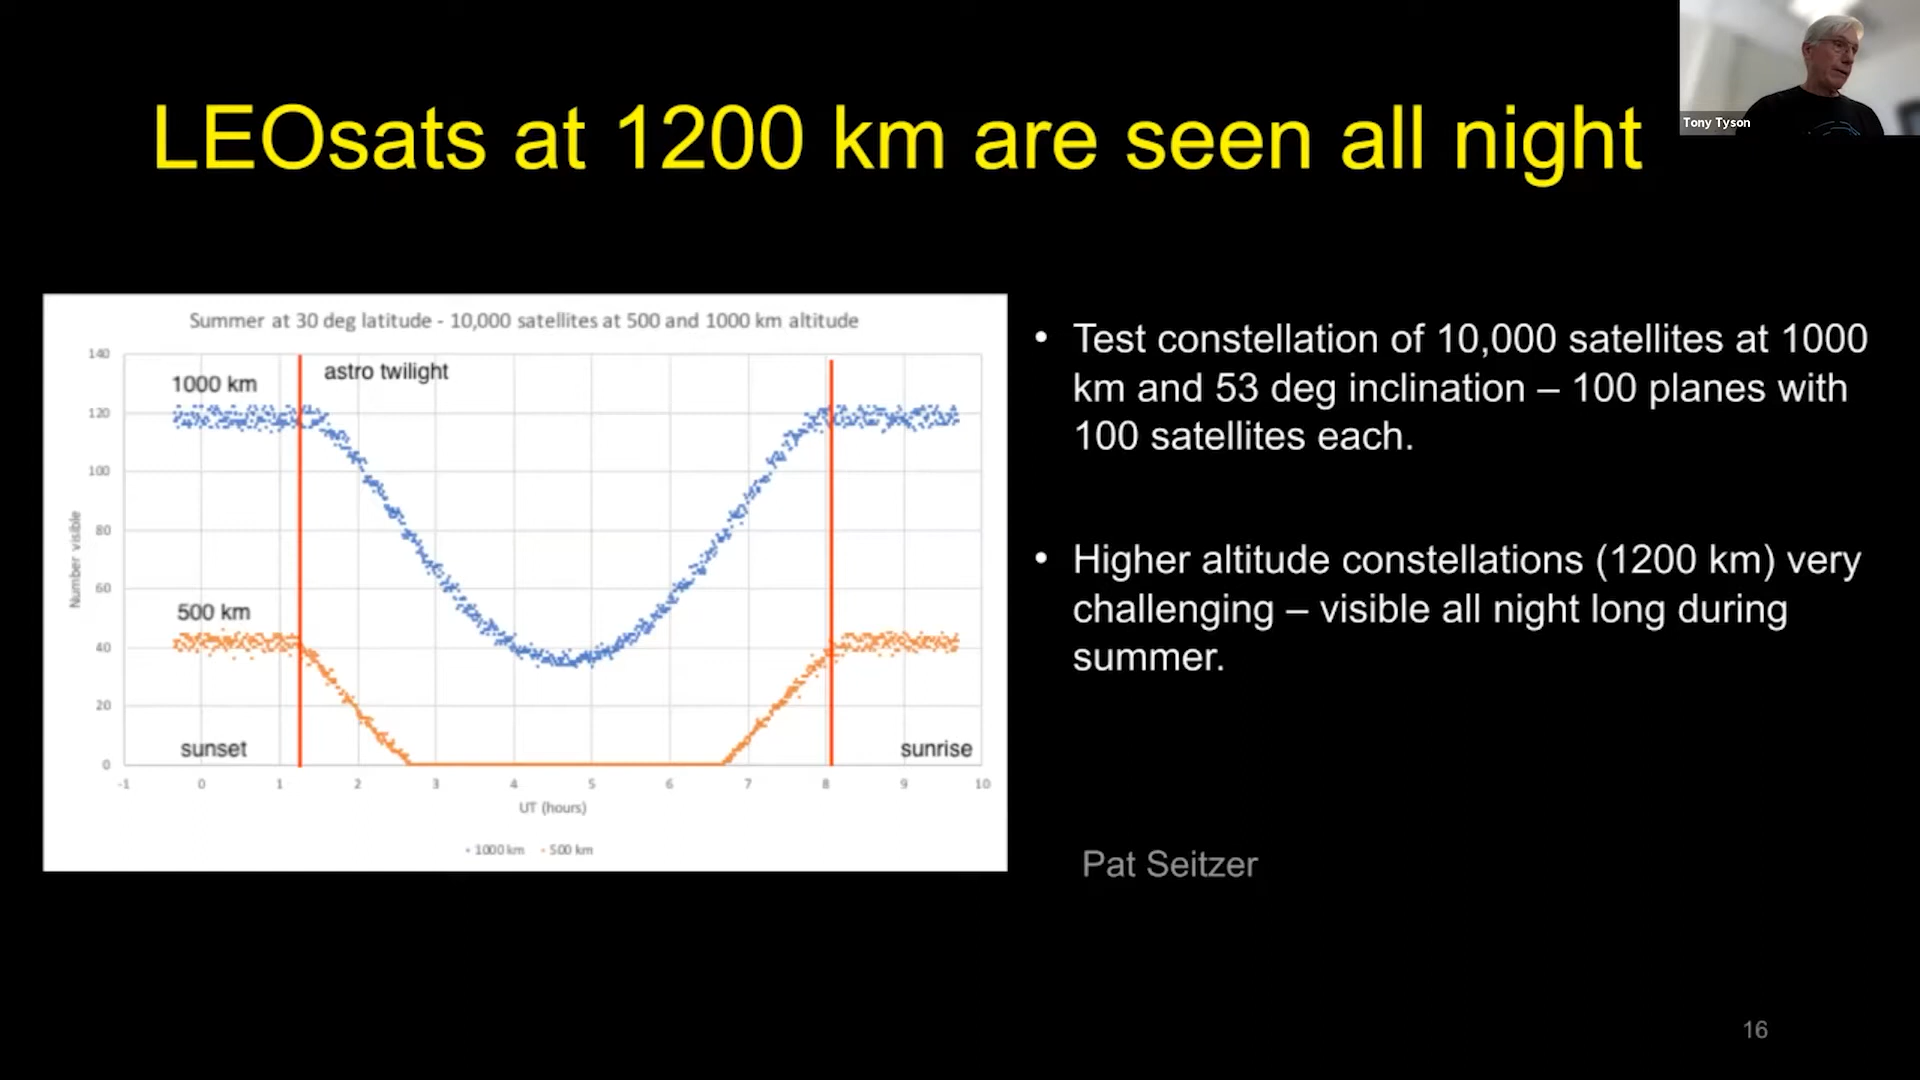 LEOsats at 1200 km are seen all night
Tony Tyson
Summer at 30 deg latitude - 10,000 satellites at 500 and 1000 km altitude
140
120
100
80
60
40
20
0
Number visible
1000 km
astro twilight
500 km
sunset
sunrise
-1 0 1 2 3 4 5 6 7 8 9 10
UT (hours)
1000 km 500 km
• Test constellation of 10,000 satellites at 1000
km and 53 deg inclination – 100 planes with
100 satellites each.
• Higher altitude constellations (1200 km) very
challenging – visible all night long during
summer.
Pat Seitzer
16